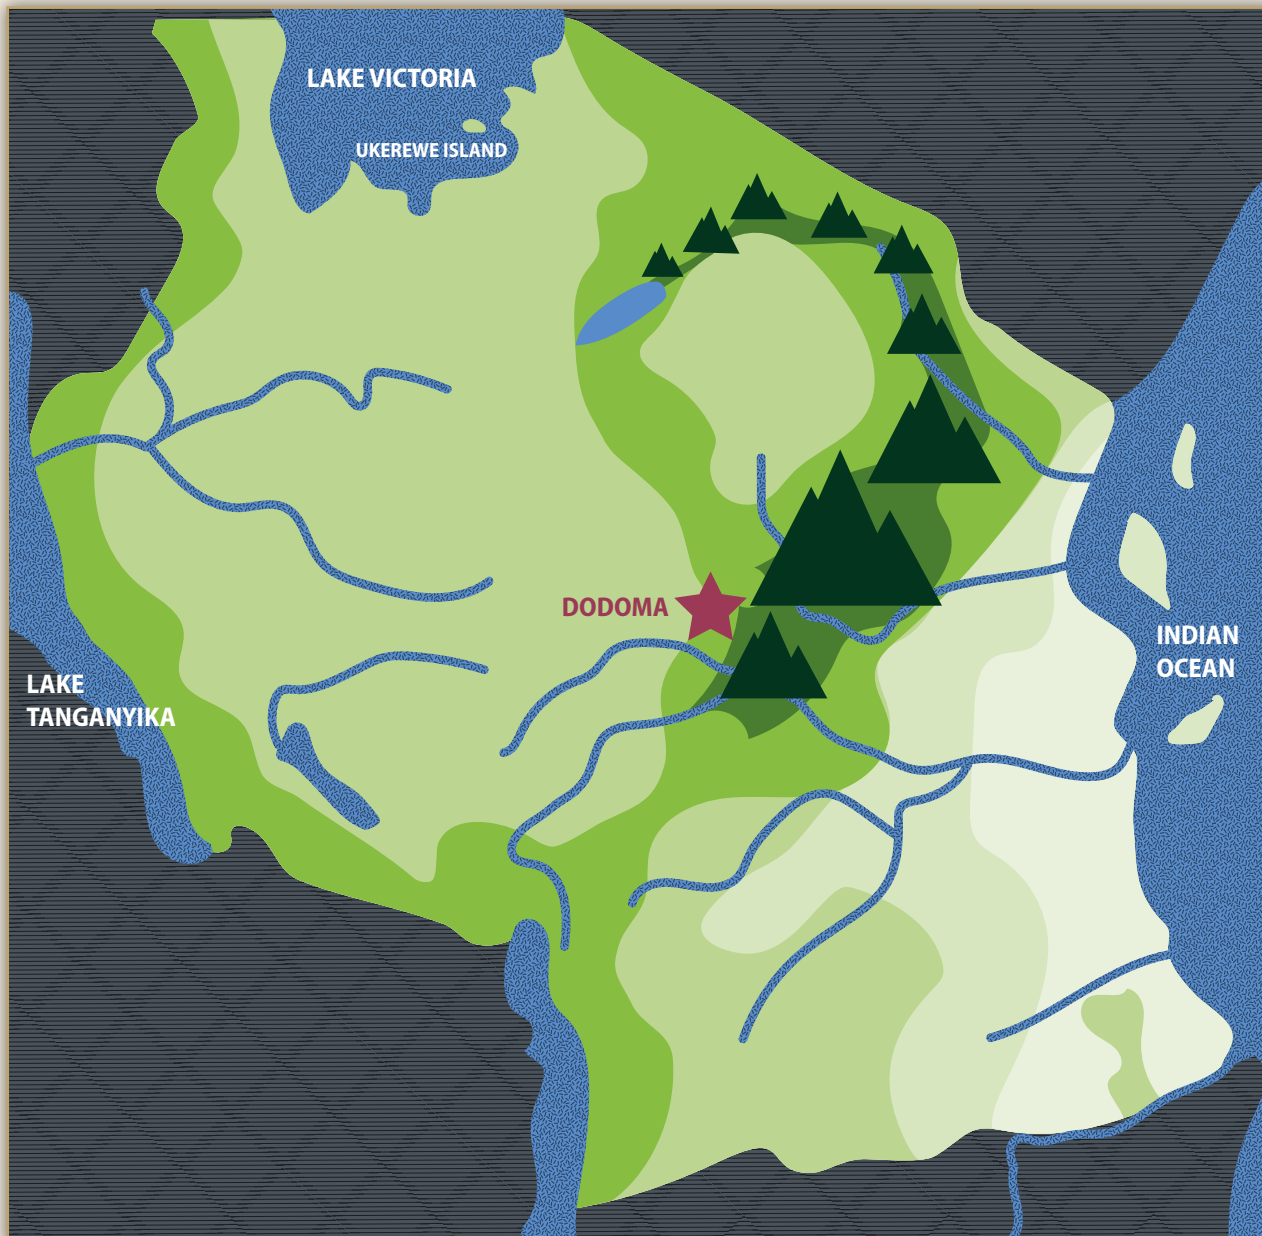 LAKE VICTORIA
UKEREWE ISLAND
DODOMA
INDIAN
OCEAN
LAKE
TANGANYIKA